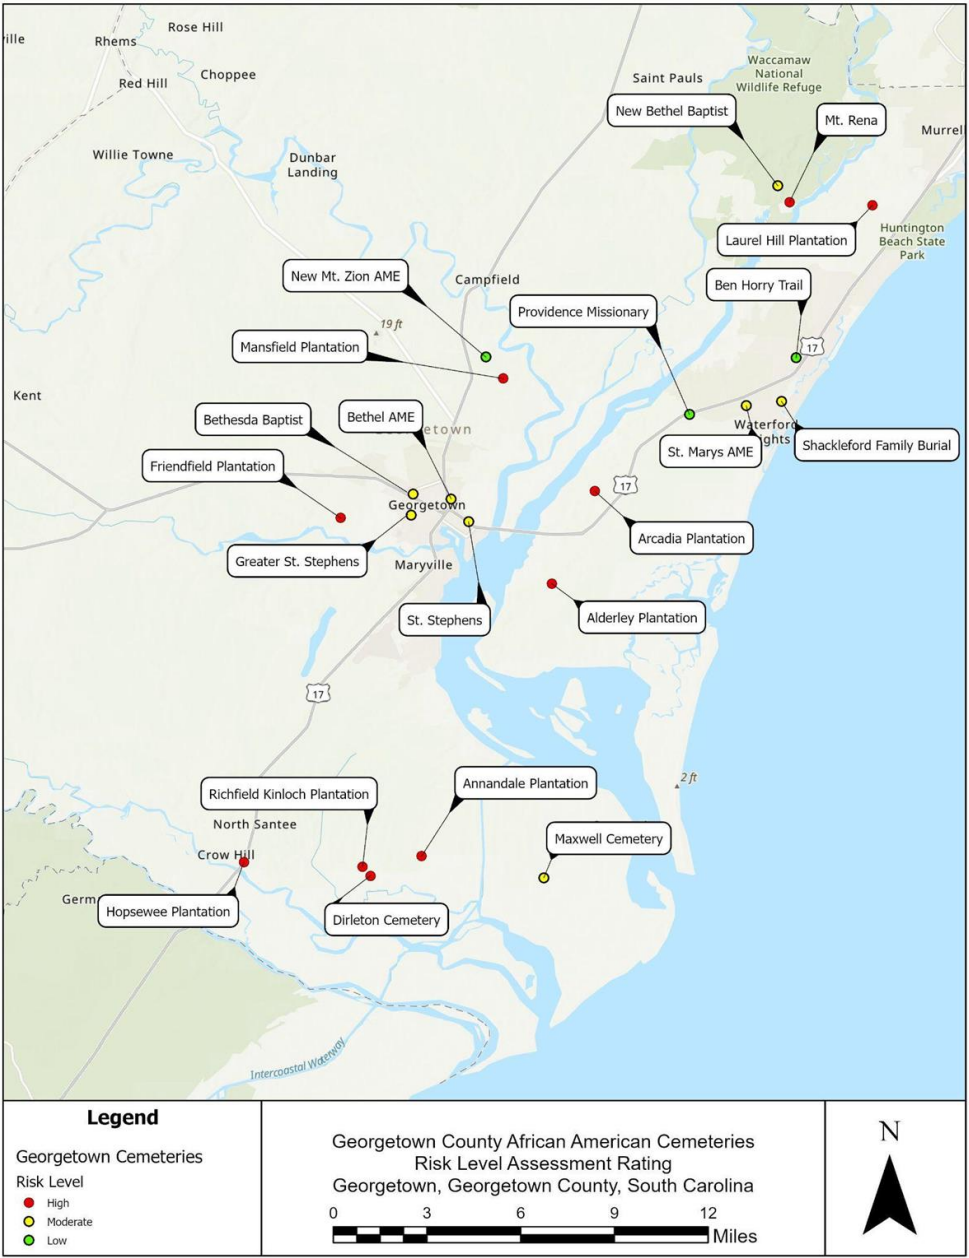 Rose Hill
Rhems
ville
Choppee
Red Hill
Saint Pauls
Waccamaw
National
Wildlife Refuge
New Bethel Baptist
Mt. Rena
Murrel
Willie Towne
Dunbar
Landing
Laurel Hill Plantation
Huntington
Beach State
Park
New Mt. Zion AME
Campfield
Ben Horry Trail
Providence Missionary
19 ft
Mansfield Plantation
17
Kent
Bethesda Baptist
Bethel AME
etown
Waterford
ights
St. Marys AME
Shackleford Family Burial
Friendfield Plantation
17
Georgetown
Arcadia Plantation
Greater St. Stephens
Maryville
St. Stephens
Alderley Plantation
17
2 ft
Richfield Kinloch Plantation
Annandale Plantation
North Santee
Maxwell Cemetery
Crow Hill
Germ
Hopsewee Plantation
Dirleton Cemetery
Intercoastal Waterway
Legend
Georgetown Cemeteries
Risk Level
High
Moderate
Low
Georgetown County African American Cemeteries
Risk Level Assessment Rating
Georgetown, Georgetown County, South Carolina
0 3 6 9 12
Miles
N